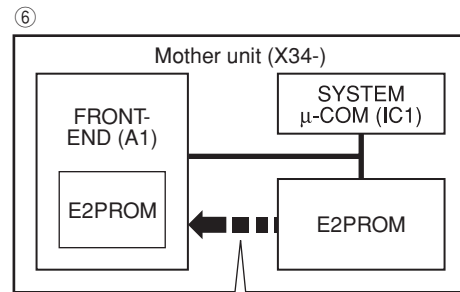 ⑥
Mother unit (X34-)
FRONT-
END (A1)
E2PROM
SYSTEM
μ-COM (IC1)
E2PROM